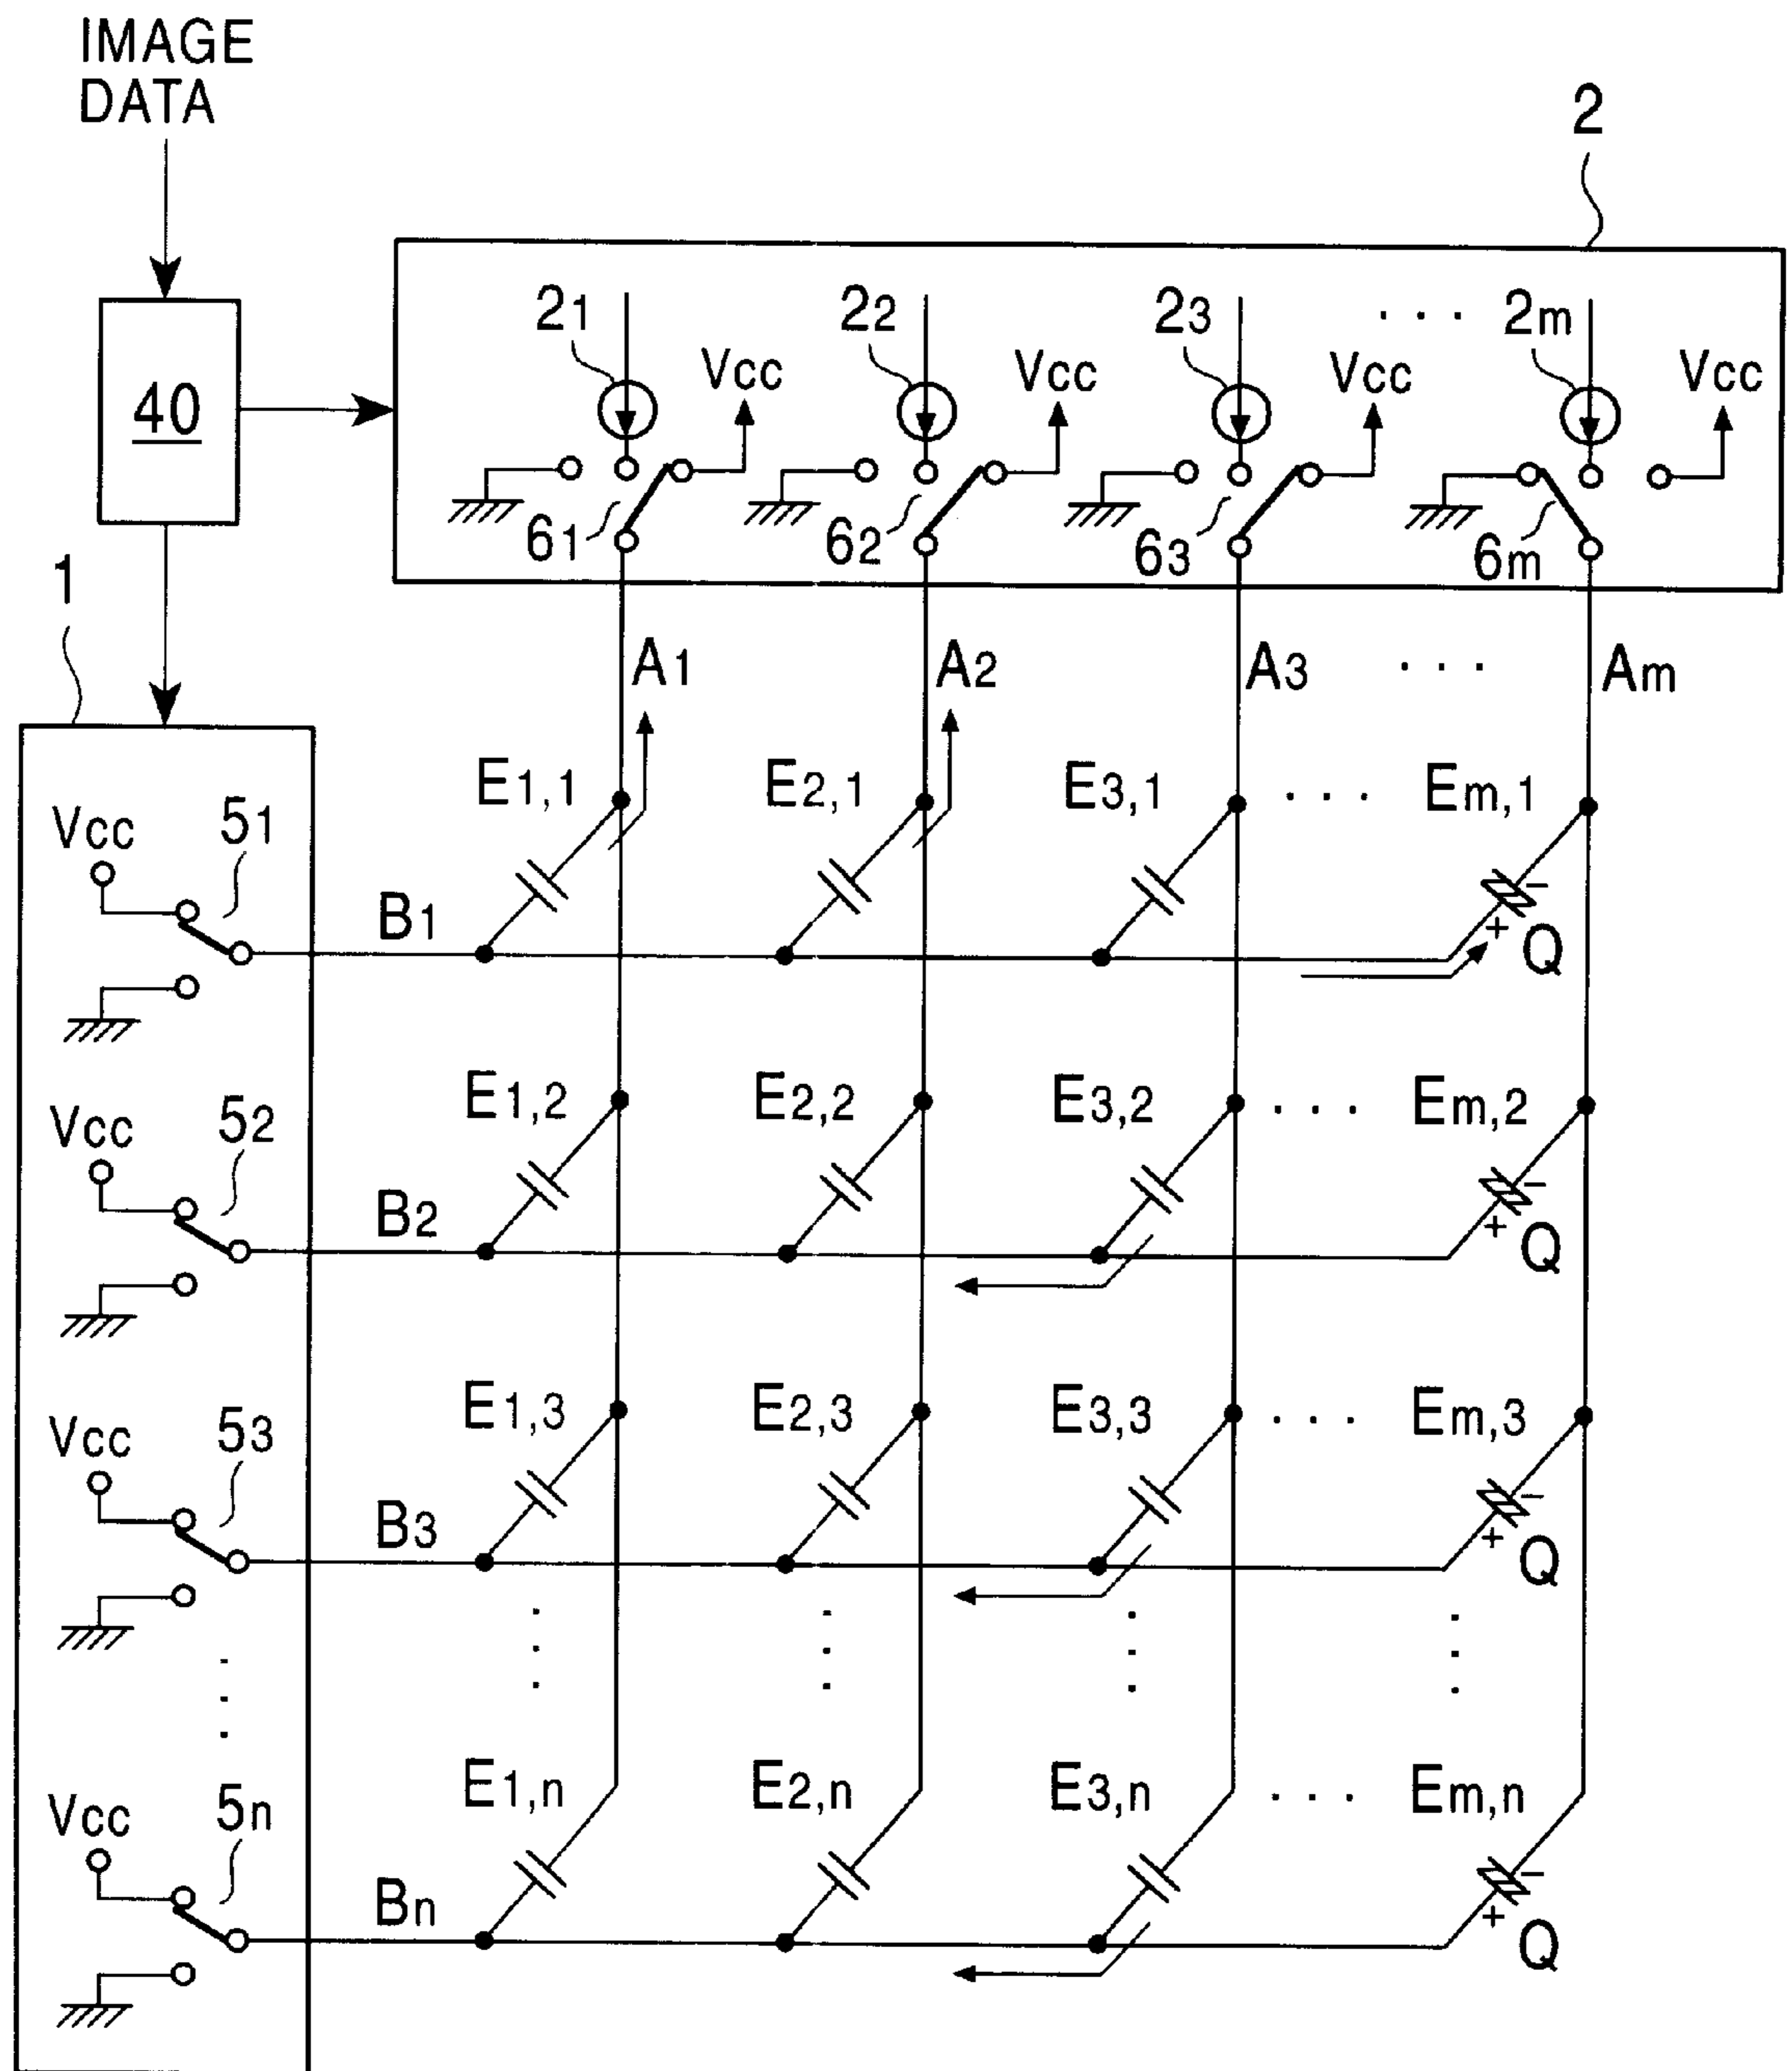 IMAGE
DATA
2
40
21 22 23 . . . 2m
Vcc Vcc Vcc Vcc
61 62 63 6m
1
A1 A2 A3 . . . Am
E1,1 E2,1 E3,1 . . . Em,1
Vcc 51
B1
- + Q
E1,2 E2,2 E3,2 . . . Em,2
Vcc 52
B2
- + Q
E1,3 E2,3 E3,3 . . . Em,3
Vcc 53
B3
- + Q
E1,n E2,n E3,n . . . Em,n
Vcc 5n
Bn
- + Q